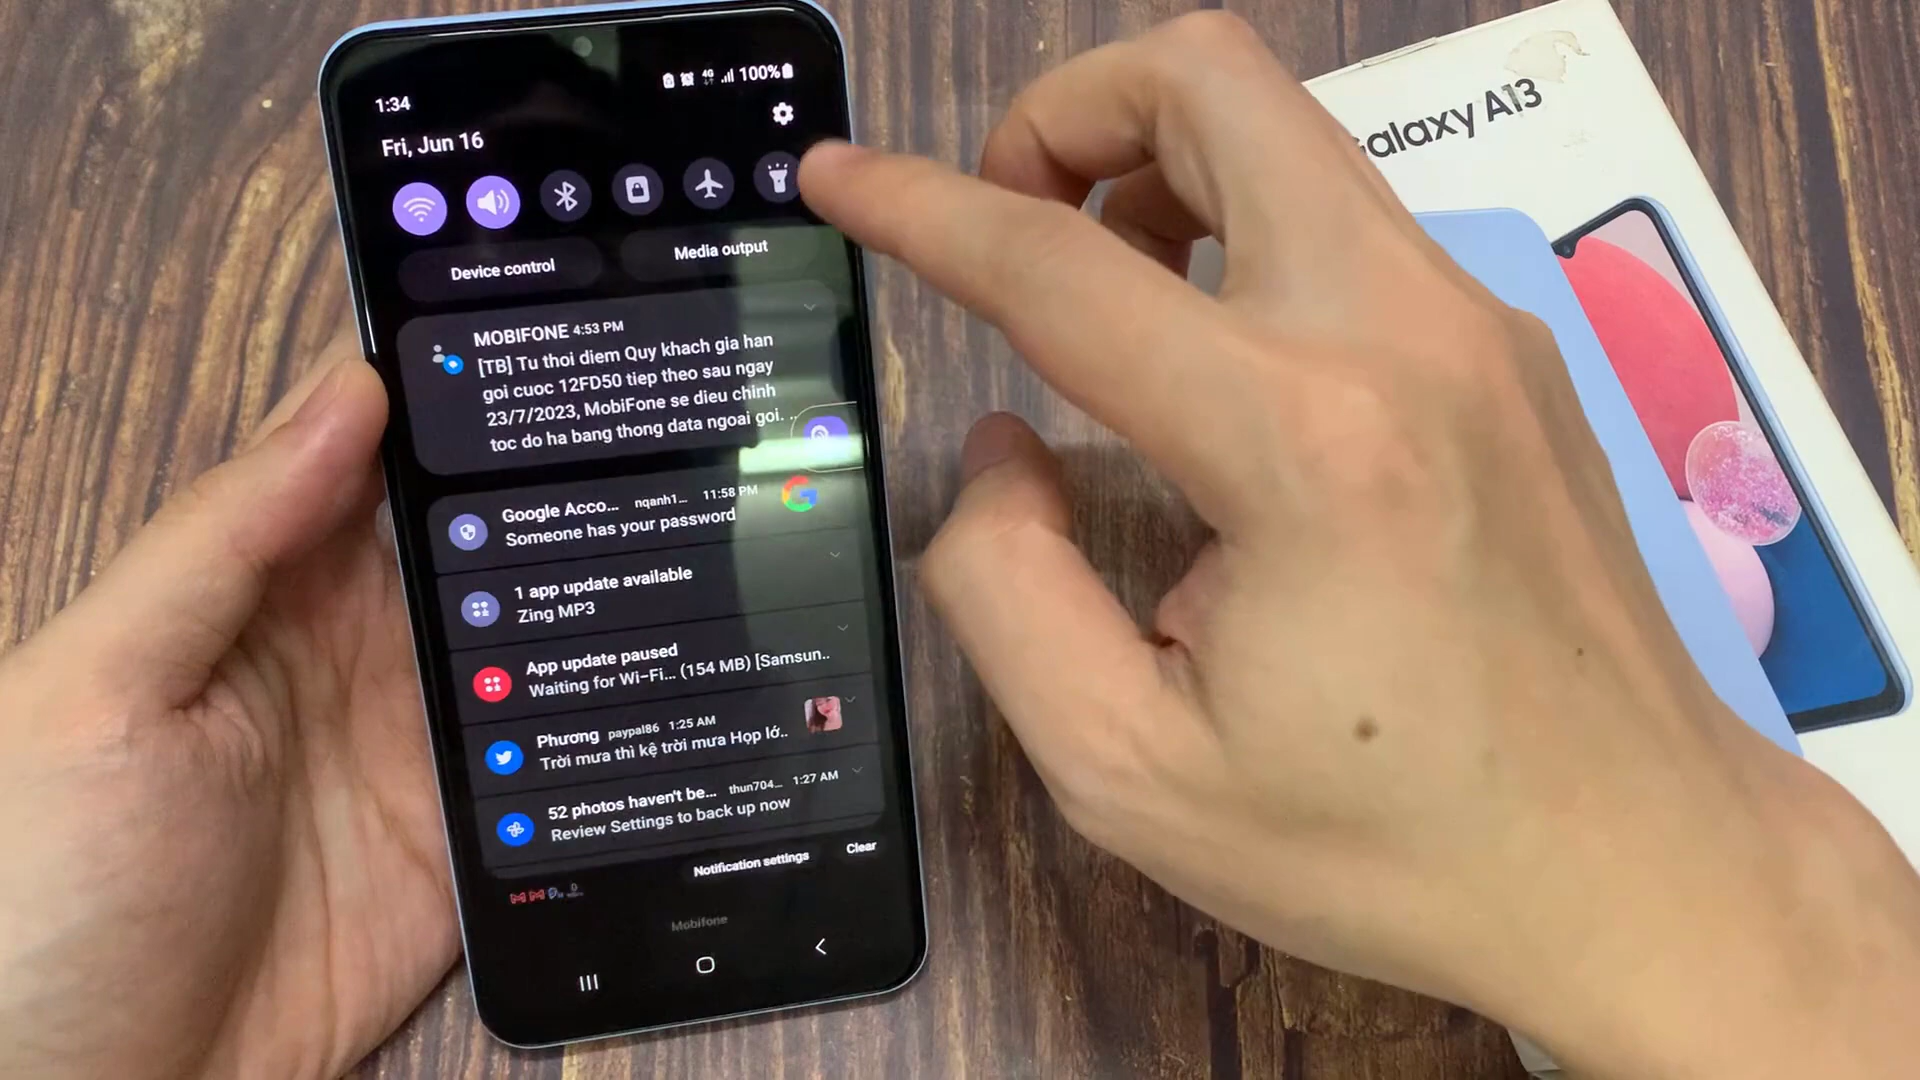 1:34
4G 100%
Fri, Jun 16
Device control
Media output
MOBIFONE 4:53 PM
[TB] Tu thoi diem Quy khach gia han
goi cuoc 12FD50 tiep theo sau ngay
23/7/2023, MobiFone se dieu chinh
toc do ha bang thong data ngoai goi. ..
Google Acco... nqanh1... 11:58 PM
Someone has your password
1 app update available
Zing MP3
App update paused
Waiting for Wi-Fi... (154 MB) [Samsun..
Phương paypal86 1:25 AM
Trời mưa thì kệ trời mưa Họp lớ..
52 photos haven't be... thun704... 1:27 AM
Review Settings to back up now
Notification settings
Clear
Mobifone
Galaxy A13